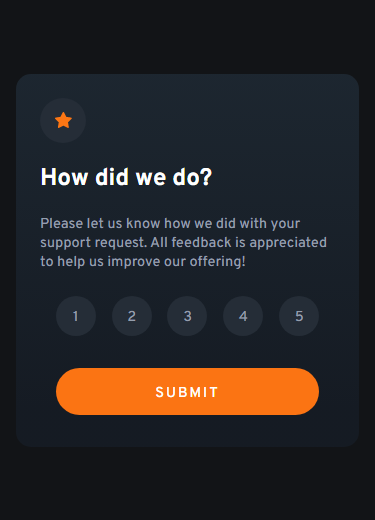 How did we do?
Please let us know how we did with your
support request. All feedback is appreciated
to help us improve our offering!
1 2 3 4 5
SUBMIT